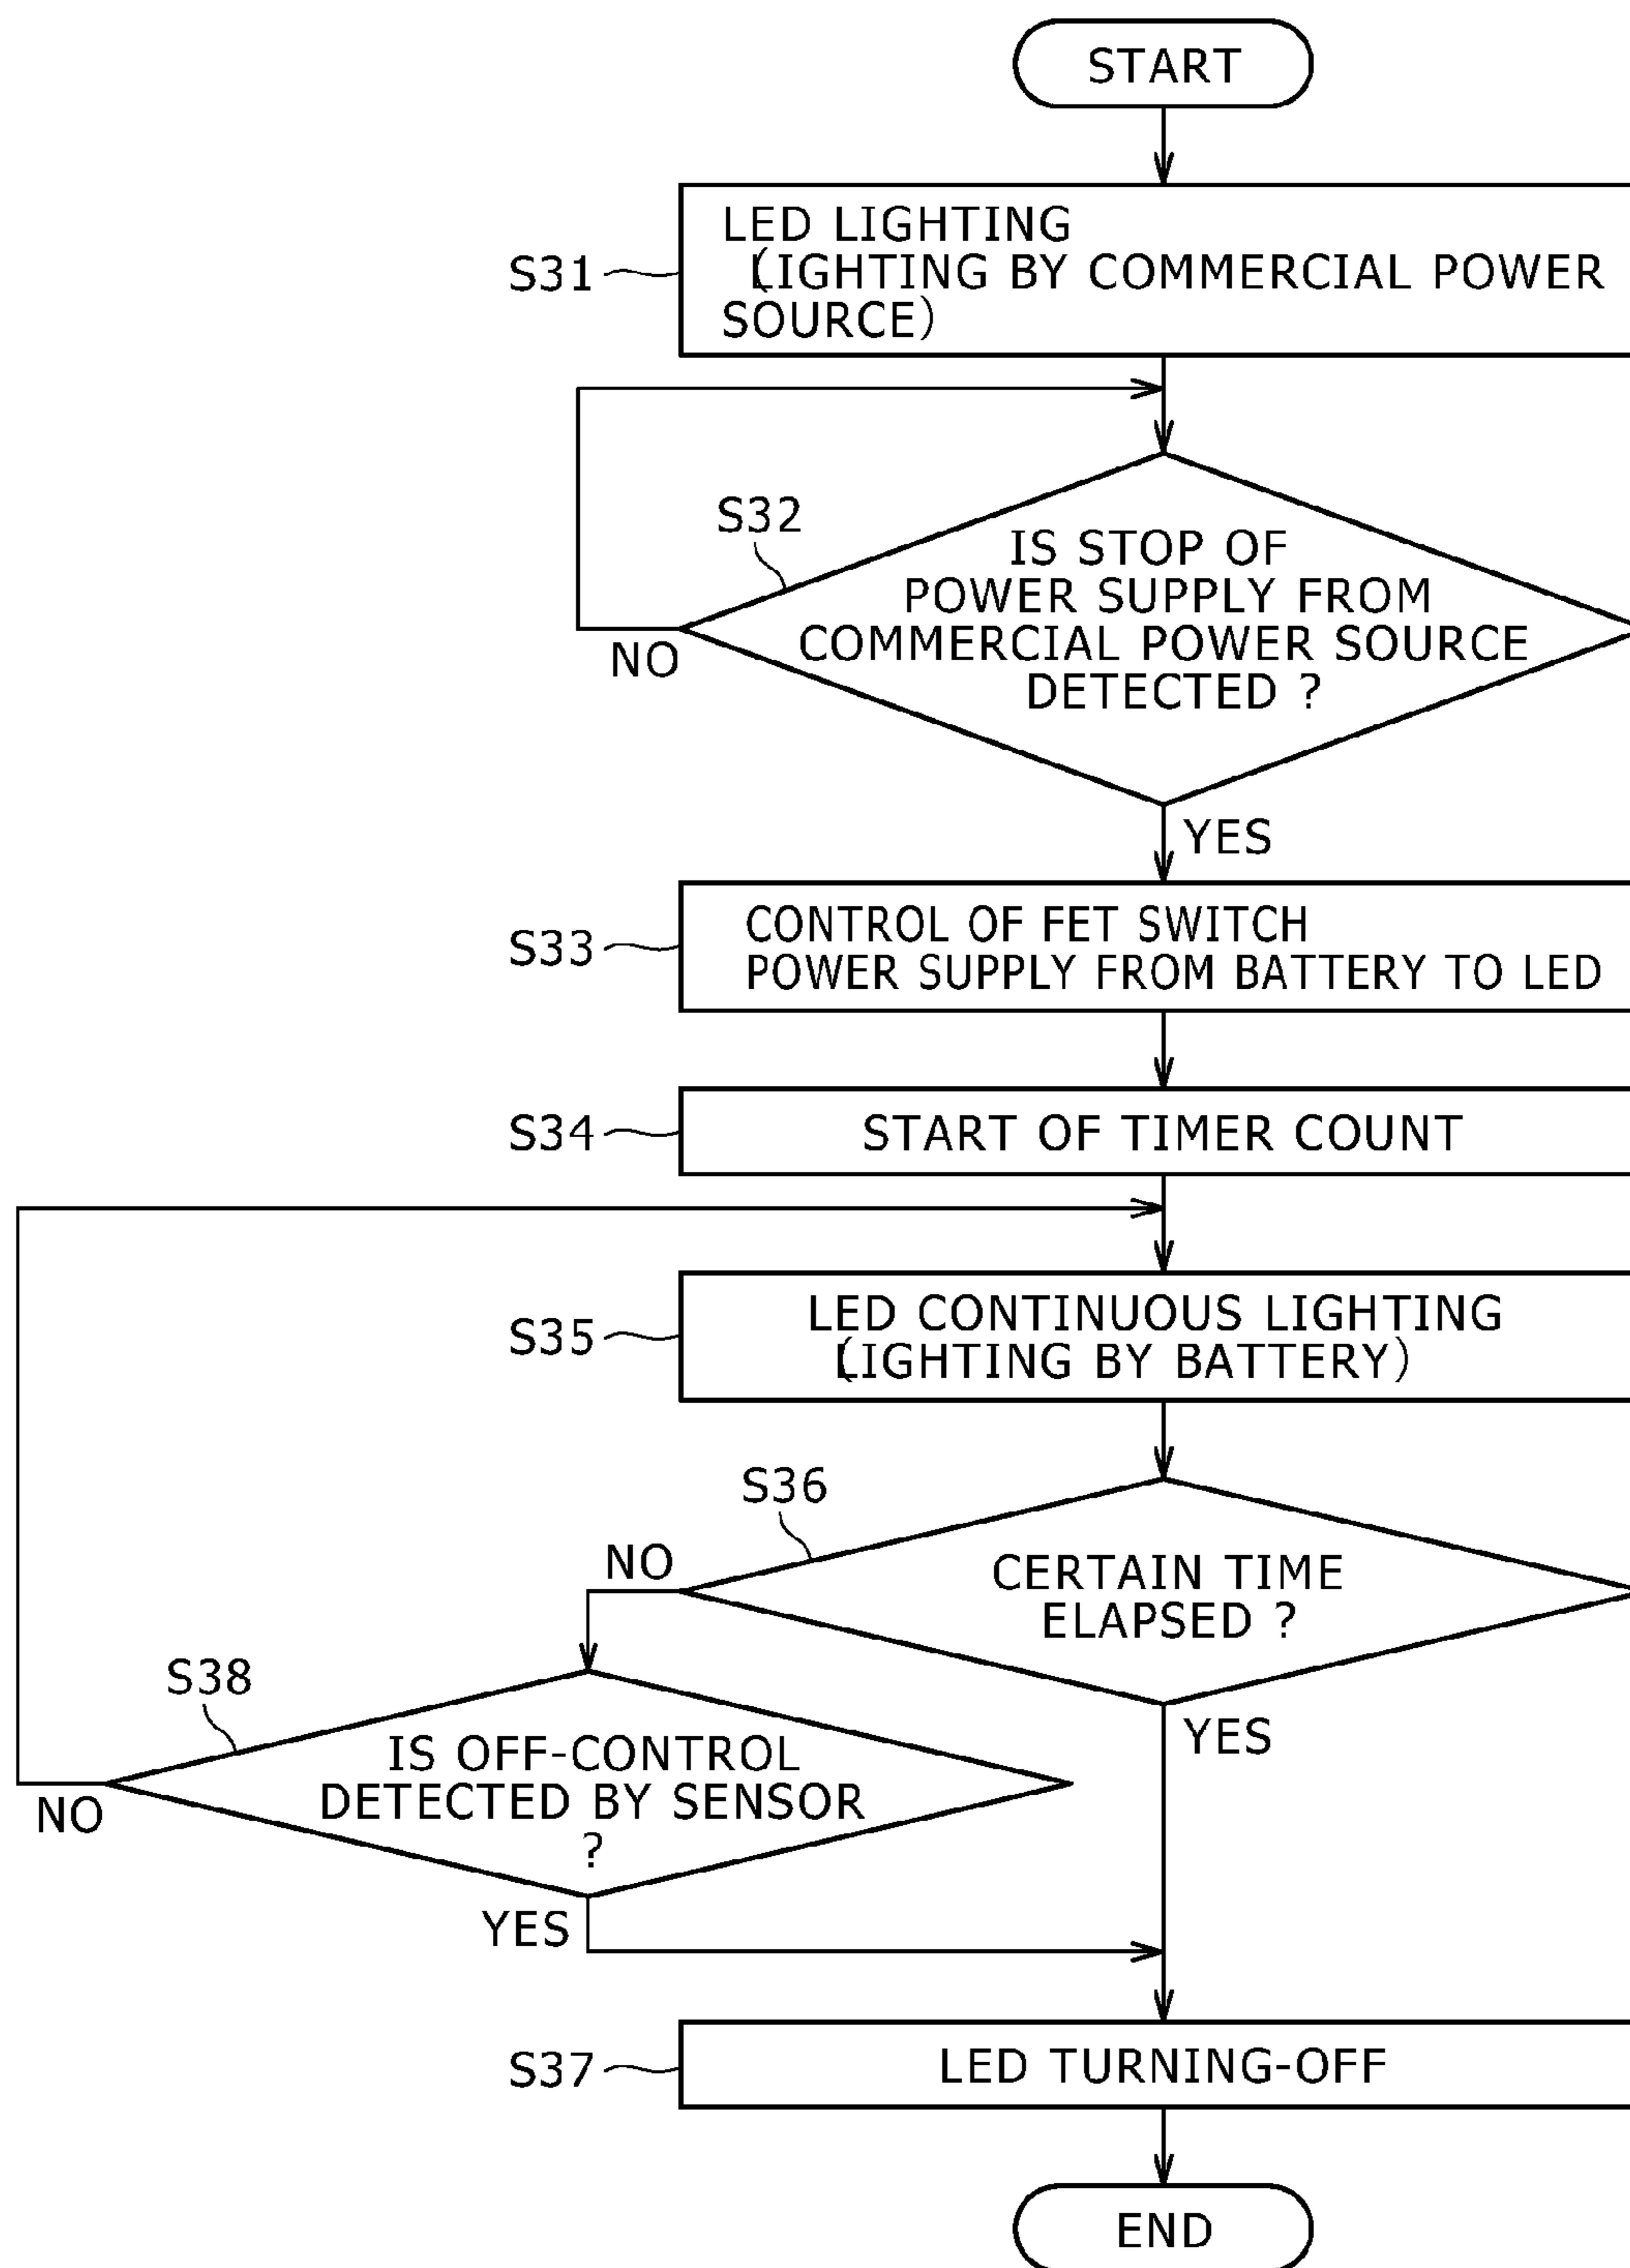 START
S31
LED LIGHTING
(LIGHTING BY COMMERCIAL POWER
SOURCE)
S32
IS STOP OF
POWER SUPPLY FROM
COMMERCIAL POWER SOURCE
DETECTED ?
NO
YES
S33
CONTROL OF FET SWITCH
POWER SUPPLY FROM BATTERY TO LED
S34
START OF TIMER COUNT
S35
LED CONTINUOUS LIGHTING
(LIGHTING BY BATTERY)
S36
CERTAIN TIME
ELAPSED ?
NO
YES
S38
IS OFF-CONTROL
DETECTED BY SENSOR
?
NO
YES
S37
LED TURNING-OFF
END